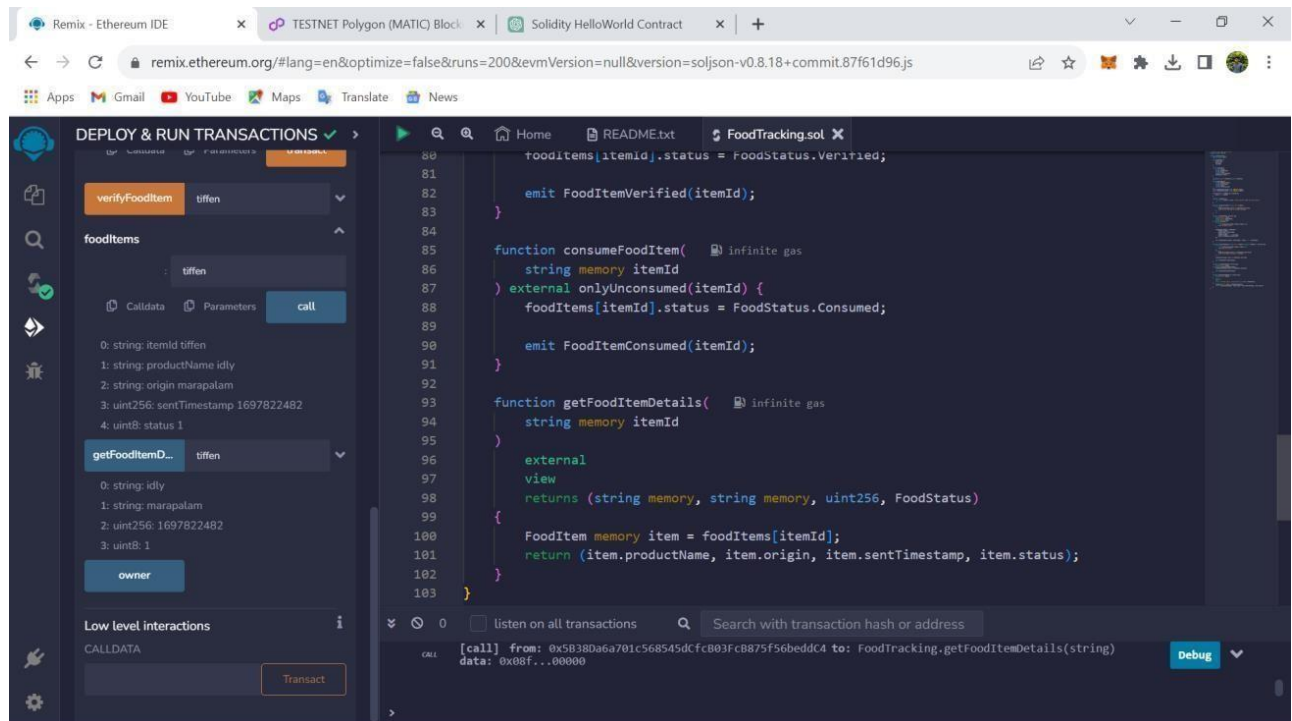 Remix - Ethereum IDE
TESTNET Polygon (MATIC) Block
Solidity HelloWorld Contract
remix.ethereum.org/#lang=en&optimize=false&runs=200&evmVersion=null&version=soljson-v0.8.18+commit.87f61d96.js
Apps Gmail YouTube Maps Translate News
DEPLOY & RUN TRANSACTIONS
Calldata Parameters transact
verifyFoodItem tiffen
foodItems
: tiffen
Calldata Parameters call
0: string: itemId tiffen
1: string: productName idly
2: string: origin marapalam
3: uint256: sentTimestamp 1697822482
4: uint8: status 1
getFoodItemD... tiffen
0: string: idly
1: string: marapalam
2: uint256: 1697822482
3: uint8: 1
owner
Low level interactions i
CALLDATA
Transact
Home README.txt FoodTracking.sol
80 foodItems[itemId].status = FoodStatus.Verified;
81
82 emit FoodItemVerified(itemId);
83 }
84
85 function consumeFoodItem( infinite gas
86 string memory itemId
87 ) external onlyUnconsumed(itemId) {
88 foodItems[itemId].status = FoodStatus.Consumed;
89
90 emit FoodItemConsumed(itemId);
91 }
92
93 function getFoodItemDetails( infinite gas
94 string memory itemId
95 )
96 external
97 view
98 returns (string memory, string memory, uint256, FoodStatus)
99 {
100 FoodItem memory item = foodItems[itemId];
101 return (item.productName, item.origin, item.sentTimestamp, item.status);
102 }
103 }
0 listen on all transactions Search with transaction hash or address
CALL [call] from: 0x5B38Da6a701c568545dCfcB03FcB875f56beddC4 to: FoodTracking.getFoodItemDetails(string)
data: 0x08f...00000
Debug
>